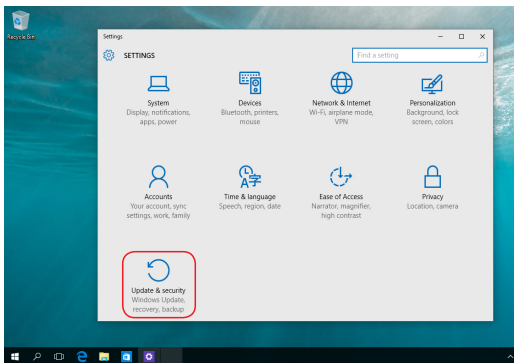 Recycle Bin
Settings
SETTINGS
Find a setting
System
Display, notifications,
apps, power
Devices
Bluetooth, printers,
mouse
Network & Internet
Wi-Fi, airplane mode,
VPN
Personalization
Background, lock
screen, colors
Accounts
Your account, sync
settings, work, family
Time & language
Speech, region, date
Ease of Access
Narrator, magnifier,
high contrast
Privacy
Location, camera
Update & security
Windows Update,
recovery, backup